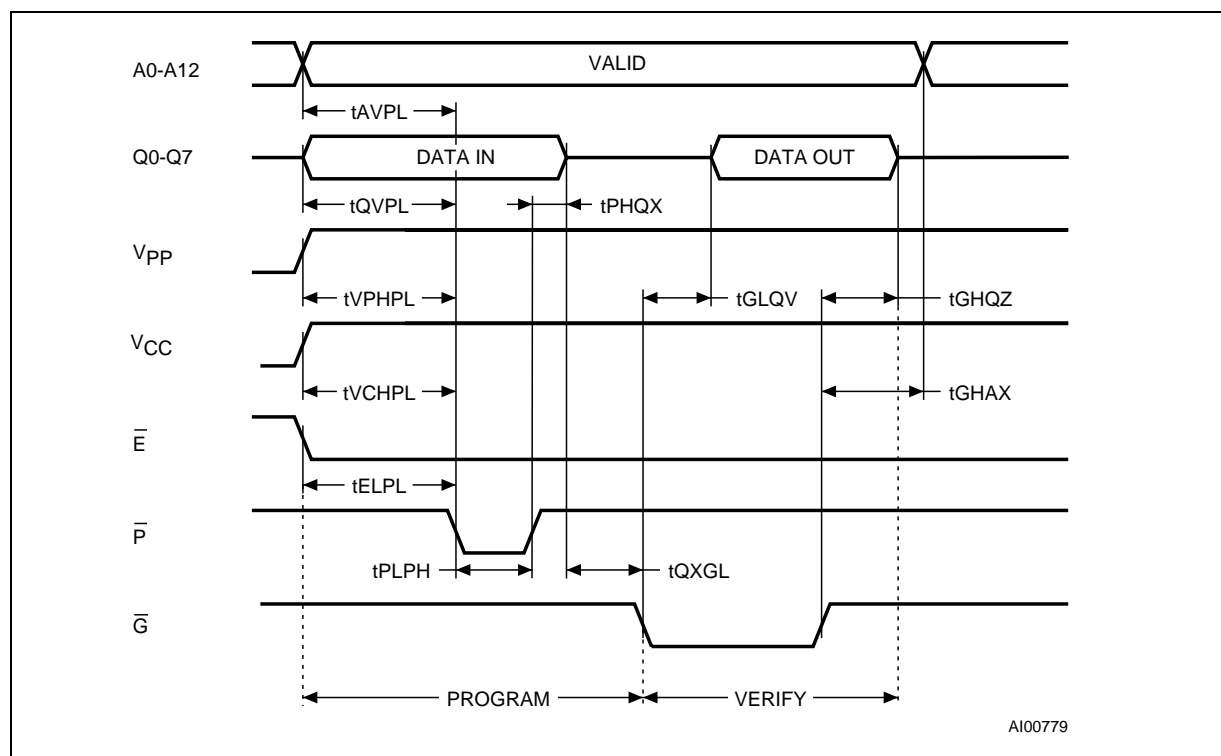 A0-A12
VALID
tAVPL
Q0-Q7
DATA IN
DATA OUT
tQVPL
tPHQX
VPP
tVPHPL
tGLQV
tGHQZ
VCC
tVCHPL
tGHAX
E̅
tELPL
P̅
tPLPH
tQXGL
G̅
PROGRAM
VERIFY
AI00779